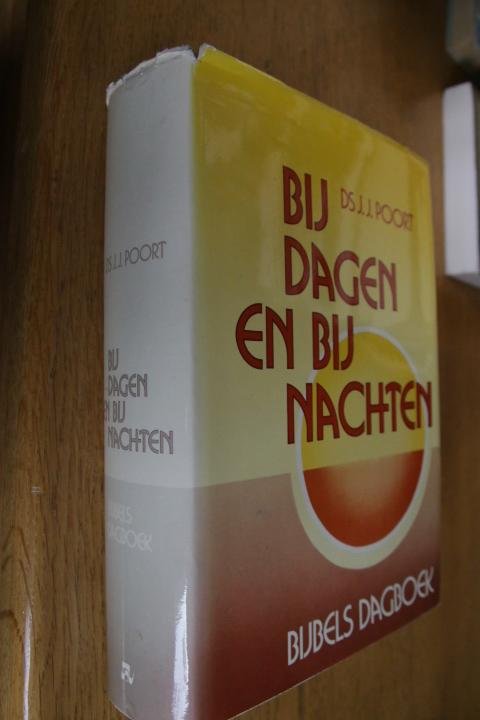 DS. J. J. POORT
BIJ
DAGEN
EN BIJ
NACHTEN
BIJBELS DAGBOEK
DS. J. J. POORT
BIJ
DAGEN
EN BIJ
NACHTEN
BIJBELS
DAGBOEK